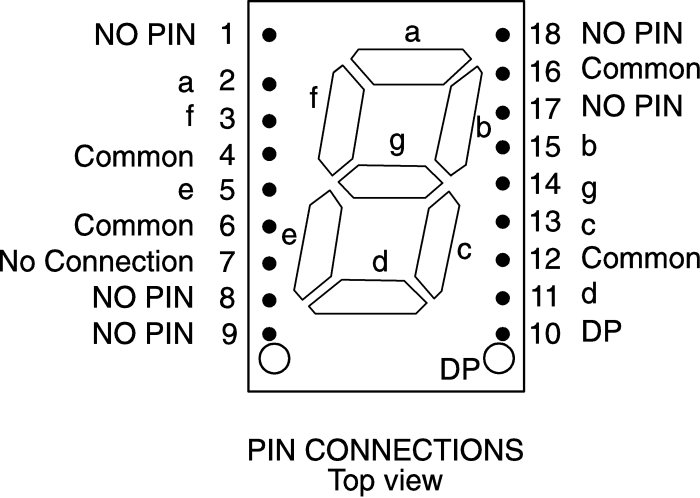 NO PIN 1 a 18 NO PIN
a 2 16 Common
f 3 f b 17 NO PIN
Common 4 g 15 b
e 5 14 g
Common 6 e c 13 c
No Connection 7 d 12 Common
NO PIN 8 11 d
NO PIN 9 10 DP
DP
PIN CONNECTIONS
Top view